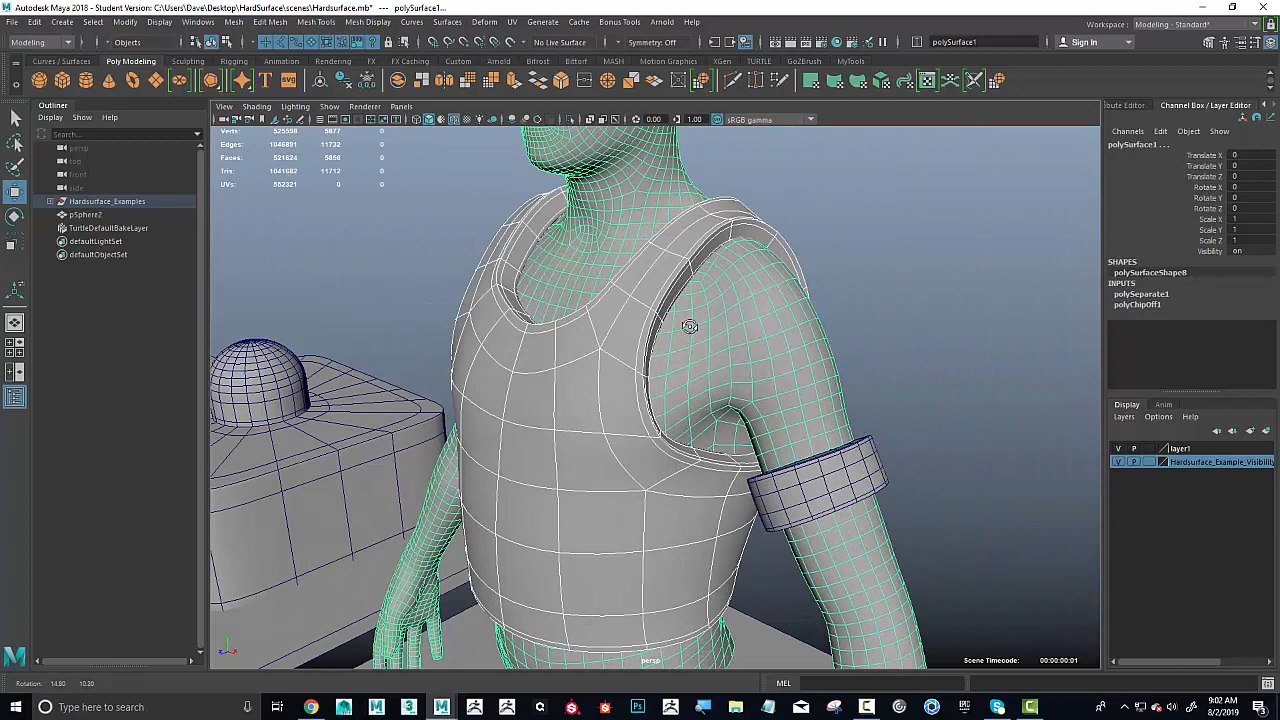 Autodesk Maya 2018 - Student Version: C:\Users\Dave\Desktop\HardSurface\scenes\Hardsurface.mb* --- polySurface1...
File Edit Create Select Modify Display Windows Mesh Edit Mesh Mesh Tools Mesh Display Curves Surfaces Deform UV Generate Cache Bonus Tools Arnold Help
Workspace : Modeling - Standard*
Modeling Objects No Live Surface Symmetry: Off polySurface1 Sign In
Curves / Surfaces Poly Modeling Sculpting Rigging Animation Rendering FX FX Caching Custom Arnold Bifrost MASH Motion Graphics XGen TURTLE GoZBrush MyTools
Outliner
Display Show Help
Search...
persp
top
front
side
Hardsurface_Examples
pSphere2
TurtleDefaultBakeLayer
defaultLightSet
defaultObjectSet
View Shading Lighting Show Renderer Panels
0.00 1.00 sRGB gamma
Verts: 525598 5877 0
Edges: 1046891 11732 0
Faces: 521624 5856 0
Tris: 1041682 11712 0
UVs: 552321 0 0
persp
Scene Timecode: 00:00:00:01
bute Editor Channel Box / Layer Editor
Channels Edit Object Show
polySurface1 . . .
Translate X 0
Translate Y 0
Translate Z 0
Rotate X 0
Rotate Y 0
Rotate Z 0
Scale X 1
Scale Y 1
Scale Z 1
Visibility on
SHAPES
polySurfaceShape8
INPUTS
polySeparate1
polyChipOff1
Display Anim
Layers Options Help
V P layer1
V P Hardsurface_Example_Visibility
Rotation: 14.80 10.20
MEL
Type here to search
9:02 AM
8/2/2019